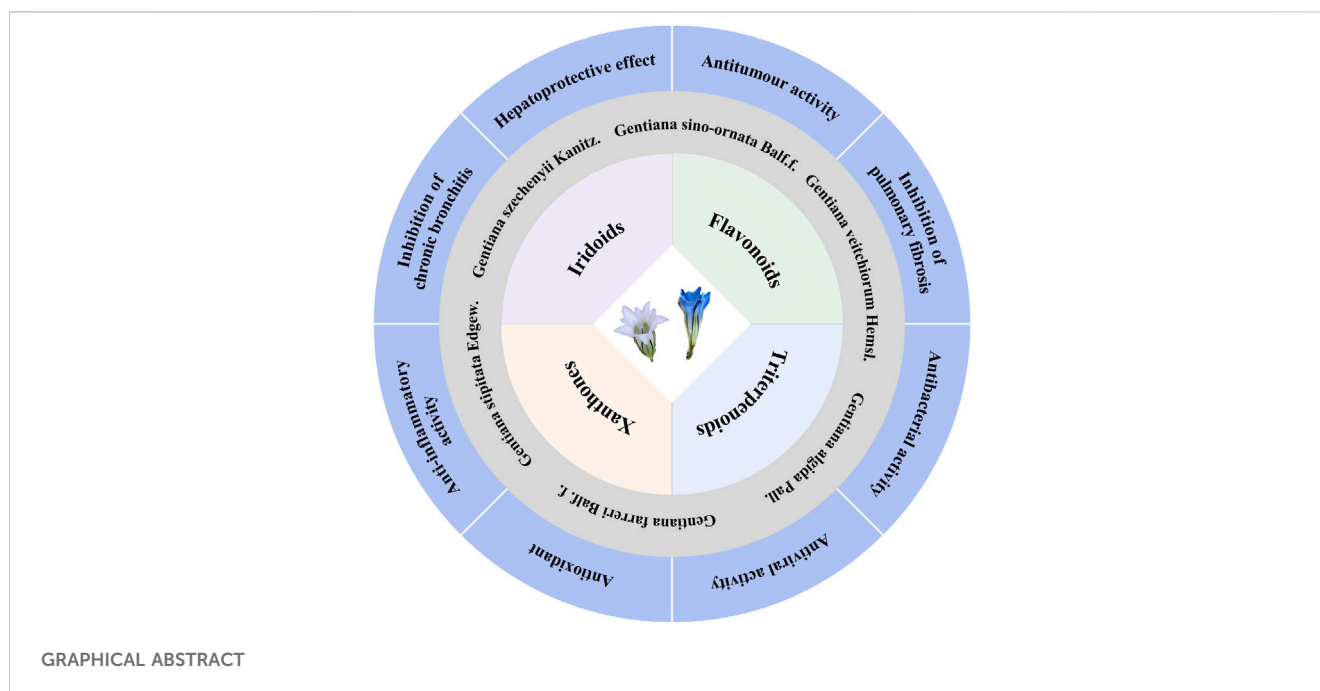 Hepatoprotective effect
Antitumour activity
Inhibition of
pulmonary fibrosis
Antibacterial activity
Antiviral activity
Antioxidant
Anti-inflammatory
activity
Inhibition of
chronic bronchitis
Gentiana szechenyii Kanitz.
Gentiana sino-ornata Balf.f.
Gentiana veitchiorum Hemsl.
Gentiana algida Pall.
Gentiana farreri Balf. f.
Gentiana stipitata Edgew.
Iridoids
Flavonoids
Triterpenoids
Xanthones
GRAPHICAL ABSTRACT